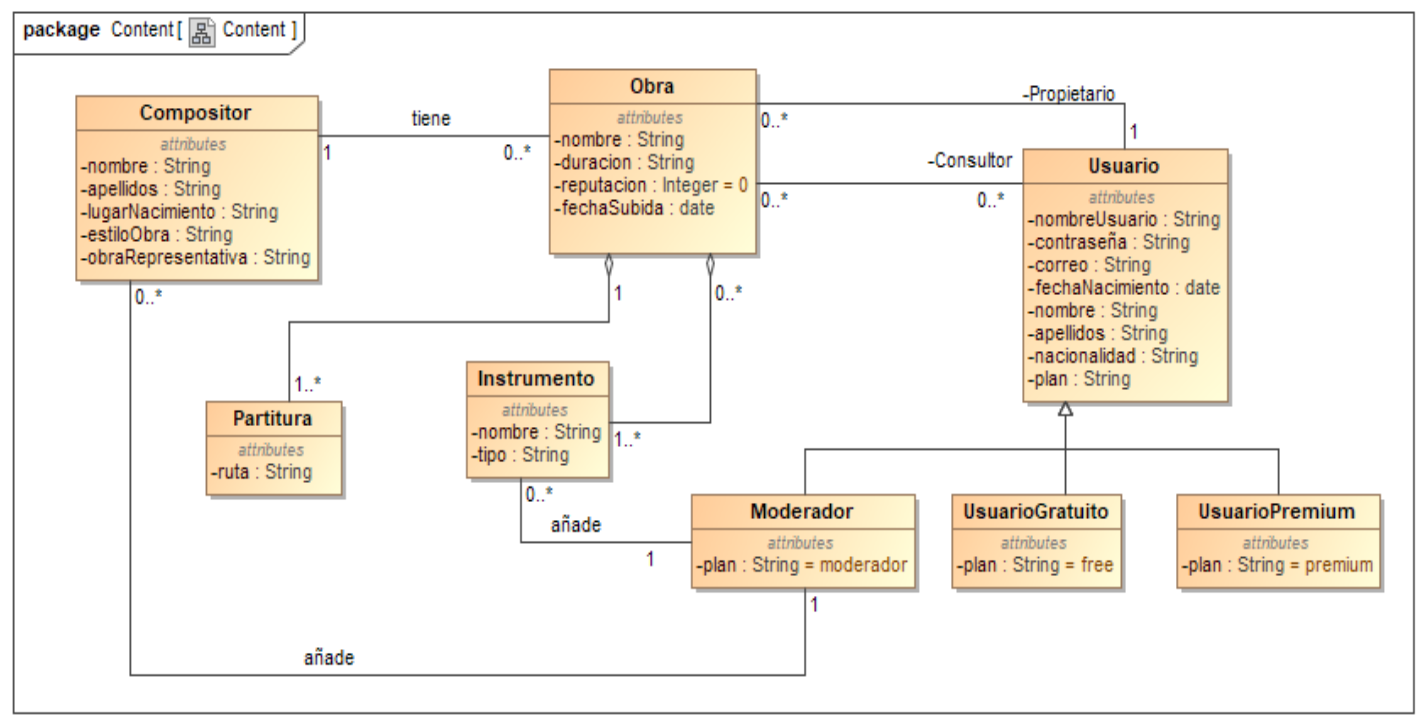 package Content[ Content ]
Compositor
attributes
-nombre : String
-apellidos : String
-lugarNacimiento : String
-estiloObra : String
-obraRepresentativa : String
tiene
1
0..*
Obra
attributes
-nombre : String
-duracion : String
-reputacion : Integer = 0
-fechaSubida : date
-Propietario
0..*
1
-Consultor
0..*
0..*
Usuario
attributes
-nombreUsuario : String
-contraseña : String
-correo : String
-fechaNacimiento : date
-nombre : String
-apellidos : String
-nacionalidad : String
-plan : String
0..*
1
0..*
1..*
Partitura
attributes
-ruta : String
Instrumento
attributes
-nombre : String
-tipo : String
1..*
0..*
añade
1
Moderador
attributes
-plan : String = moderador
UsuarioGratuito
attributes
-plan : String = free
UsuarioPremium
attributes
-plan : String = premium
1
añade